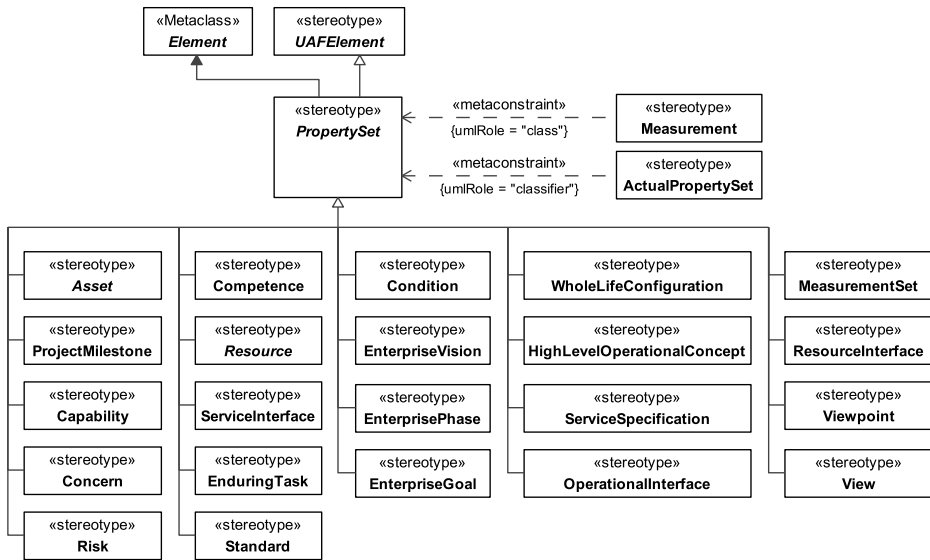 «Metaclass»
Element
«stereotype»
UAFElement
«stereotype»
PropertySet
«metaconstraint»
{umlRole = "class"}
«stereotype»
Measurement
«metaconstraint»
{umlRole = "classifier"}
«stereotype»
ActualPropertySet
«stereotype»
Asset
«stereotype»
Competence
«stereotype»
Condition
«stereotype»
WholeLifeConfiguration
«stereotype»
MeasurementSet
«stereotype»
ProjectMilestone
«stereotype»
Resource
«stereotype»
EnterpriseVision
«stereotype»
HighLevelOperationalConcept
«stereotype»
ResourceInterface
«stereotype»
Capability
«stereotype»
ServiceInterface
«stereotype»
EnterprisePhase
«stereotype»
ServiceSpecification
«stereotype»
Viewpoint
«stereotype»
Concern
«stereotype»
EnduringTask
«stereotype»
EnterpriseGoal
«stereotype»
OperationalInterface
«stereotype»
View
«stereotype»
Risk
«stereotype»
Standard